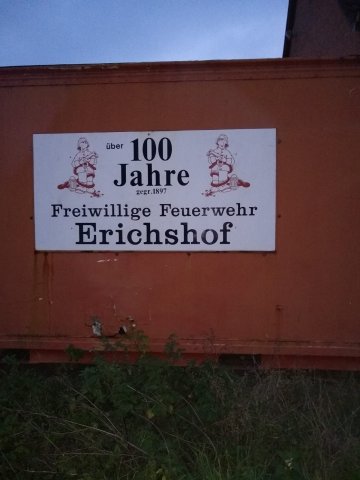 über 100
Jahre
gegr.1897
Freiwillige Feuerwehr
Erichshof